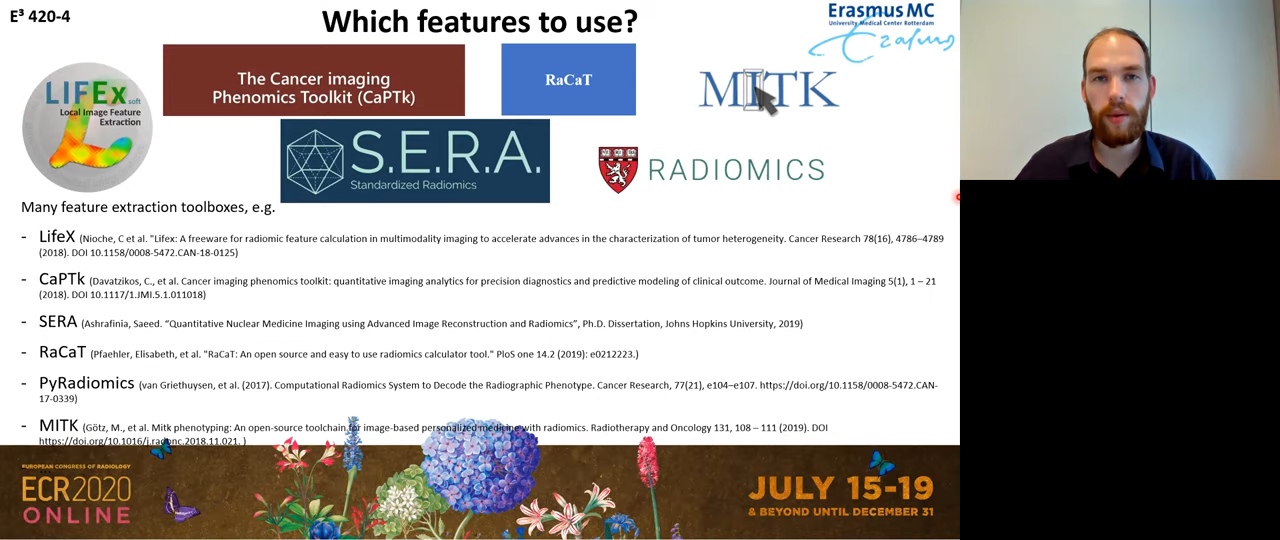 E³ 420-4
Which features to use?
Erasmus MC
University Medical Center Rotterdam
Erasmus
LIFEx soft
Local Image Feature
Extraction
The Cancer imaging
Phenomics Toolkit (CaPTk)
RaCaT
MITK
S.E.R.A.
Standardized Radiomics
RADIOMICS
Many feature extraction toolboxes, e.g.
- LifeX (Nioche, C et al. "Lifex: A freeware for radiomic feature calculation in multimodality imaging to accelerate advances in the characterization of tumor heterogeneity. Cancer Research 78(16), 4786–4789
(2018). DOI 10.1158/0008-5472.CAN-18-0125)
- CaPTk (Davatzikos, C., et al. Cancer imaging phenomics toolkit: quantitative imaging analytics for precision diagnostics and predictive modeling of clinical outcome. Journal of Medical Imaging 5(1), 1 – 21
(2018). DOI 10.1117/1.JMI.5.1.011018)
- SERA (Ashrafinia, Saeed. “Quantitative Nuclear Medicine Imaging using Advanced Image Reconstruction and Radiomics”, Ph.D. Dissertation, Johns Hopkins University, 2019)
- RaCaT (Pfaehler, Elisabeth, et al. "RaCaT: An open source and easy to use radiomics calculator tool." PloS one 14.2 (2019): e0212223.)
- PyRadiomics (van Griethuysen, et al. (2017). Computational Radiomics System to Decode the Radiographic Phenotype. Cancer Research, 77(21), e104–e107. https://doi.org/10.1158/0008-5472.CAN-
17-0339)
- MITK (Götz, M., et al. Mitk phenotyping: An open-source toolchain for image-based personalized medicine with radiomics. Radiotherapy and Oncology 131, 108 – 111 (2019). DOI
https://doi.org/10.1016/j.radonc.2018.11.021. )
EUROPEAN CONGRESS OF RADIOLOGY
ECR2020
ONLINE
JULY 15-19
& BEYOND UNTIL DECEMBER 31